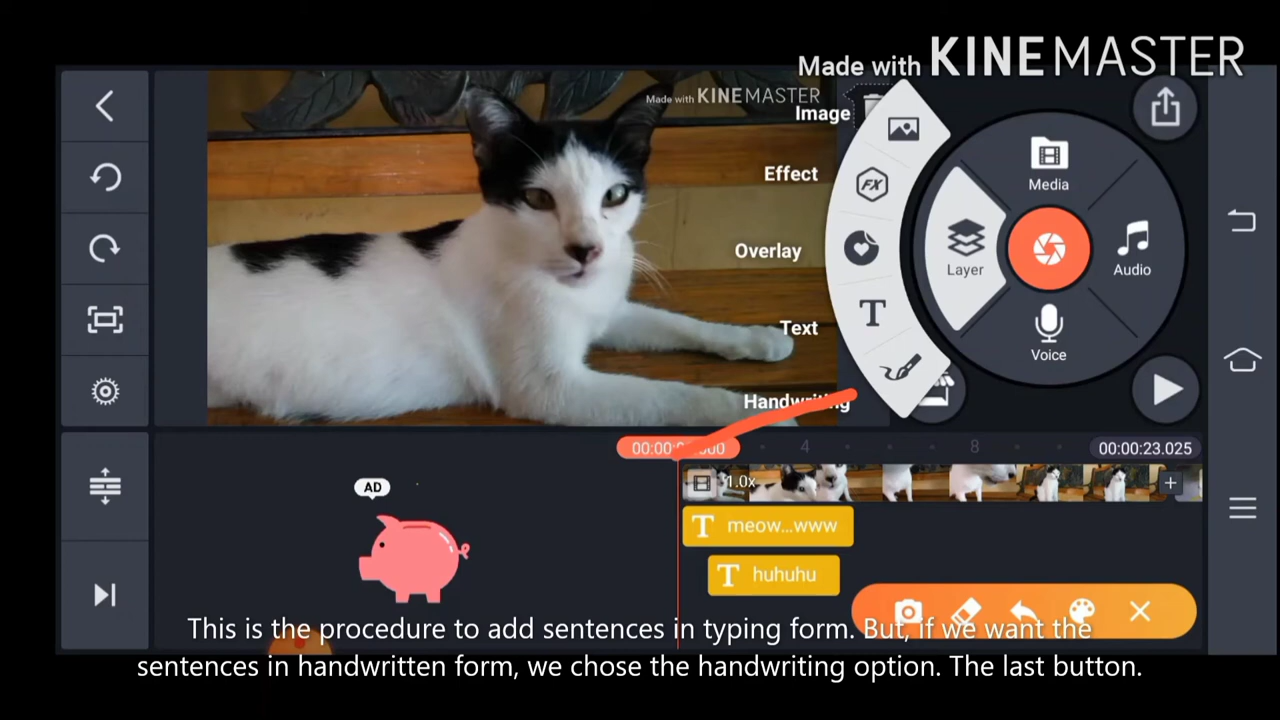 Made with KINEMASTER
Made with KINEMASTER
Image
Effect
Overlay
Text
Handwriting
Media
Layer
Audio
Voice
4
8
00:00:23.025
1.0x
AD
meow...www
huhuhu
This is the procedure to add sentences in typing form. But, if we want the
sentences in handwritten form, we chose the handwriting option. The last button.